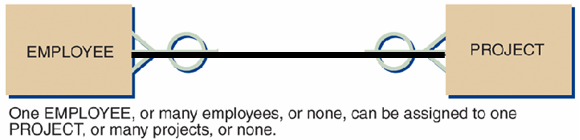 EMPLOYEE
PROJECT
One EMPLOYEE, or many employees, or none, can be assigned to one
PROJECT, or many projects, or none.